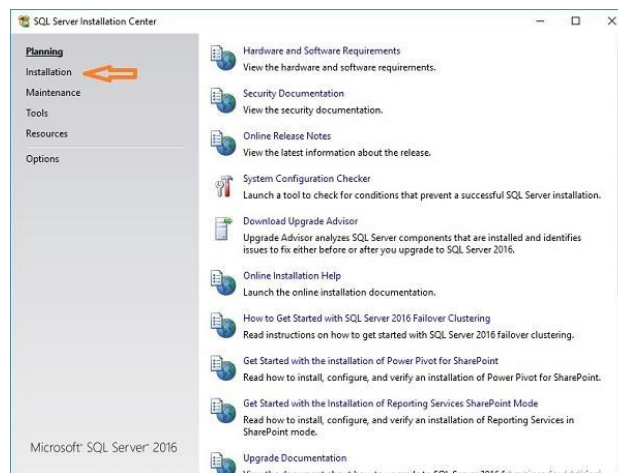 SQL Server Installation Center
Planning
Installation
Maintenance
Tools
Resources
Options
Hardware and Software Requirements
View the hardware and software requirements.
Security Documentation
View the security documentation.
Online Release Notes
View the latest information about the release.
System Configuration Checker
Launch a tool to check for conditions that prevent a successful SQL Server installation.
Download Upgrade Advisor
Upgrade Advisor analyzes SQL Server components that are installed and identifies
issues to fix either before or after you upgrade to SQL Server 2016.
Online Installation Help
Launch the online installation documentation.
How to Get Started with SQL Server 2016 Failover Clustering
Read instructions on how to get started with SQL Server 2016 failover clustering.
Get Started with the installation of Power Pivot for SharePoint
Read how to install, configure, and verify an installation of Power Pivot for SharePoint.
Get Started with the Installation of Reporting Services SharePoint Mode
Read how to install, configure, and verify an installation of Reporting Services in
SharePoint mode.
Upgrade Documentation
Microsoft SQL Server 2016